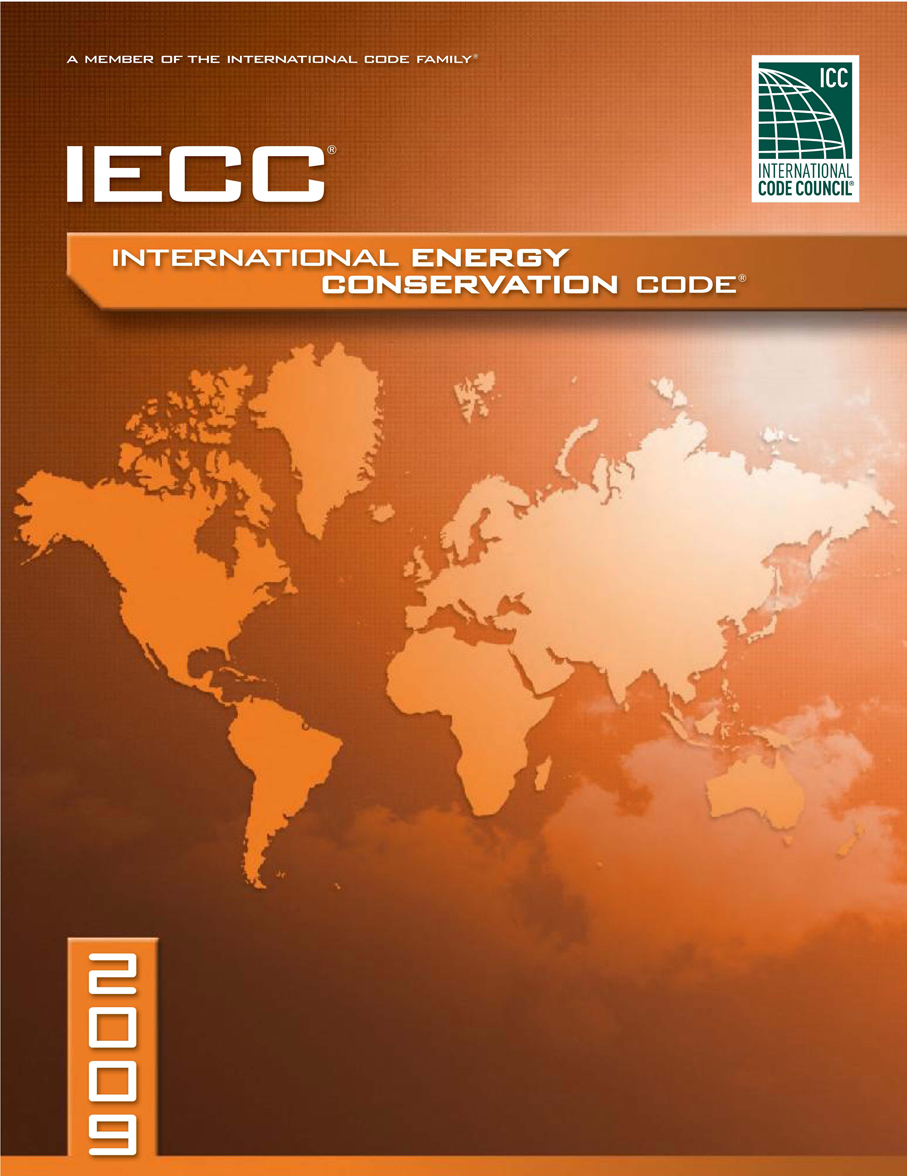 A MEMBER OF THE INTERNATIONAL CODE FAMILY®
ICC
INTERNATIONAL
CODE COUNCIL®
IECC®
INTERNATIONAL ENERGY
CONSERVATION CODE®
2009